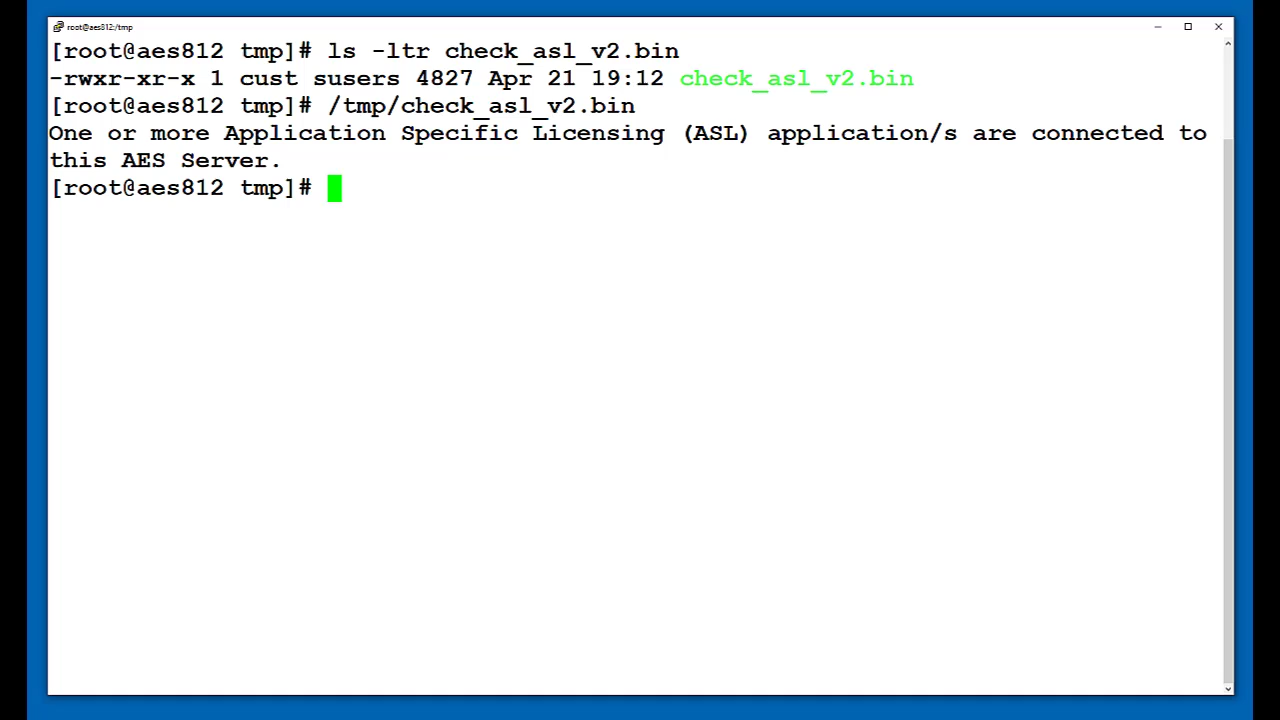 root@aes812:/tmp
[root@aes812 tmp]# ls -ltr check_asl_v2.bin
-rwxr-xr-x 1 cust susers 4827 Apr 21 19:12 check_asl_v2.bin
[root@aes812 tmp]# /tmp/check_asl_v2.bin
One or more Application Specific Licensing (ASL) application/s are connected to
this AES Server.
[root@aes812 tmp]#